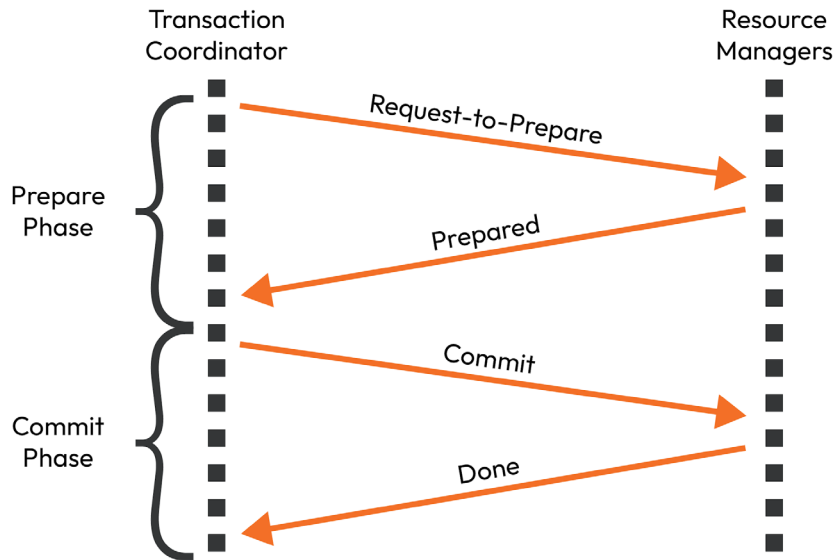 Transaction
Coordinator
Resource
Managers
Request-to-Prepare
Prepare
Phase
Prepared
Commit
Commit
Phase
Done